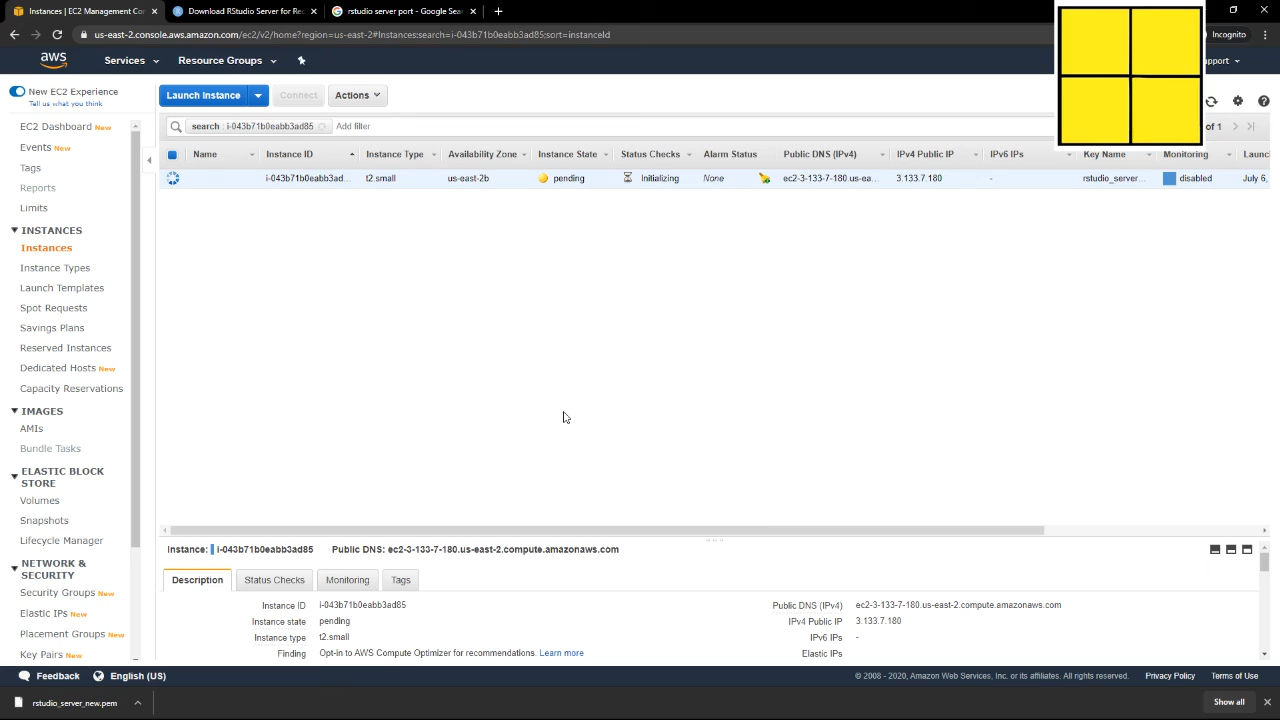 Instances | EC2 Management Co
Download RStudio Server for Re
rstudio server port - Google Sea
us-east-2.console.aws.amazon.com/ec2/v2/home?region=us-east-2#Instances:search=i-043b71b0eabb3ad85;sort=instanceId
Incognito
aws
Services
Resource Groups
pport
New EC2 Experience
Tell us what you think
EC2 Dashboard New
Events New
Tags
Reports
Limits
INSTANCES
Instances
Instance Types
Launch Templates
Spot Requests
Savings Plans
Reserved Instances
Dedicated Hosts New
Capacity Reservations
IMAGES
AMIs
Bundle Tasks
ELASTIC BLOCK
STORE
Volumes
Snapshots
Lifecycle Manager
NETWORK &
SECURITY
Security Groups New
Elastic IPs New
Placement Groups New
Key Pairs New
Launch Instance
Connect
Actions
search : i-043b71b0eabb3ad85
Add filter
of 1
Name Instance ID Instance Type Availability Zone Instance State Status Checks Alarm Status Public DNS (IPv4) IPv4 Public IP IPv6 IPs Key Name Monitoring Launc
i-043b71b0eabb3ad... t2.small us-east-2b pending Initializing None ec2-3-133-7-180.us-ea... 3.133.7.180 - rstudio_server... disabled July 6,
Instance: i-043b71b0eabb3ad85 Public DNS: ec2-3-133-7-180.us-east-2.compute.amazonaws.com
Description Status Checks Monitoring Tags
Instance ID i-043b71b0eabb3ad85 Public DNS (IPv4) ec2-3-133-7-180.us-east-2.compute.amazonaws.com
Instance state pending IPv4 Public IP 3.133.7.180
Instance type t2.small IPv6 IPs -
Finding Opt-in to AWS Compute Optimizer for recommendations. Learn more Elastic IPs
Feedback
English (US)
© 2008 - 2020, Amazon Web Services, Inc. or its affiliates. All rights reserved. Privacy Policy Terms of Use
rstudio_server_new.pem
Show all